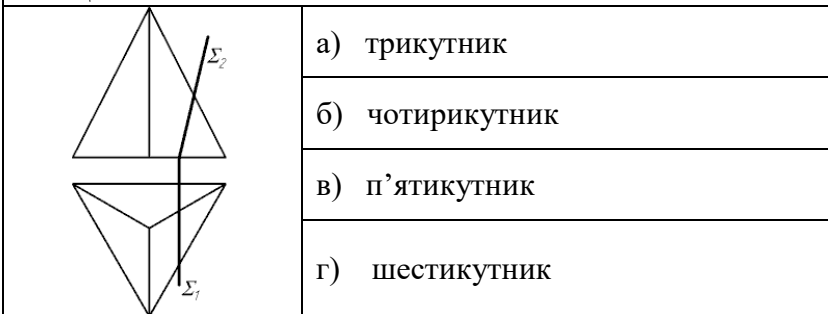 Σ2
Σ1
а) трикутник
б) чотирикутник
в) п’ятикутник
г) шестикутник